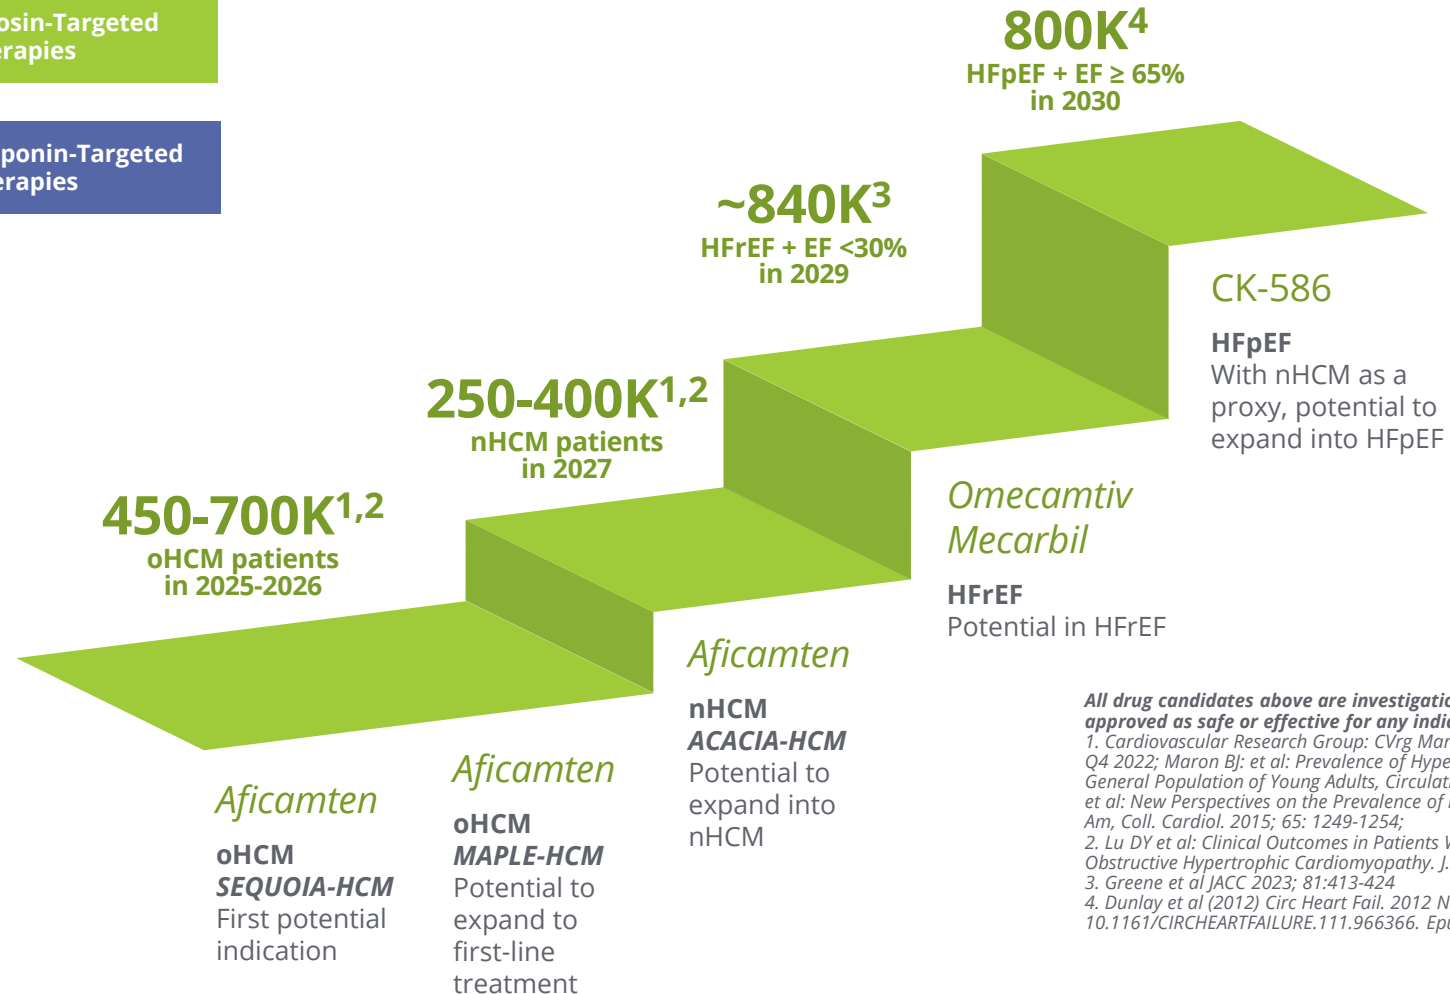 osin-Targeted
erapies
ponin-Targeted
erapies
800K4
HFpEF + EF ≥ 65%
in 2030
~840K3
HFrEF + EF <30%
in 2029
250-400K1,2
nHCM patients
in 2027
450-700K1,2
oHCM patients
in 2025-2026
CK-586
HFpEF
With nHCM as a
proxy, potential to
expand into HFpEF
Omecamtiv
Mecarbil
HFrEF
Potential in HFrEF
Aficamten
nHCM
ACACIA-HCM
Potential to
expand into
nHCM
Aficamten
oHCM
MAPLE-HCM
Potential to
expand to
first-line
treatment
Aficamten
oHCM
SEQUOIA-HCM
First potential
indication
All drug candidates above are investigatio
approved as safe or effective for any indic
1. Cardiovascular Research Group: CVrg Mar
Q4 2022; Maron BJ: et al: Prevalence of Hype
General Population of Young Adults, Circulati
et al: New Perspectives on the Prevalence of
Am, Coll. Cardiol. 2015; 65: 1249-1254;
2. Lu DY et al: Clinical Outcomes in Patients W
Obstructive Hypertrophic Cardiomyopathy. J.
3. Greene et al JACC 2023; 81:413-424
4. Dunlay et al (2012) Circ Heart Fail. 2012 N
10.1161/CIRCHEARTFAILURE.111.966366. Epu